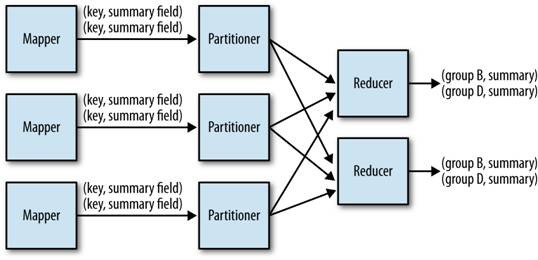 (key, summary field)
(key, summary field)
Mapper
Partitioner
(key, summary field)
(key, summary field)
Mapper
Partitioner
(key, summary field)
(key, summary field)
Mapper
Partitioner
Reducer
(group B, summary)
(group D, summary)
Reducer
(group B, summary)
(group D, summary)